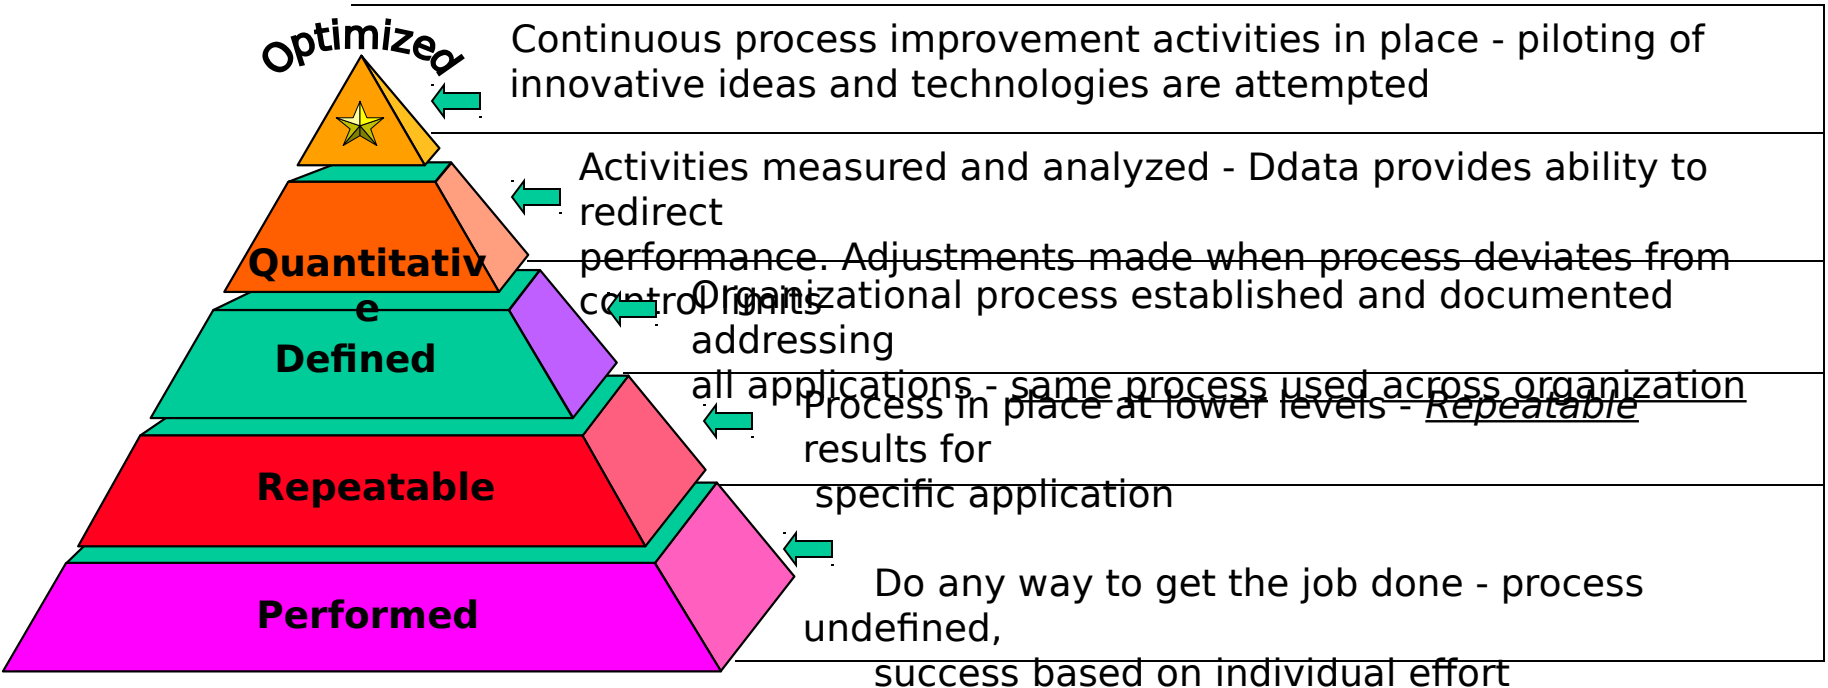 Optimized
Continuous process improvement activities in place - piloting of
innovative ideas and technologies are attempted
Activities measured and analyzed - Ddata provides ability to
redirect
performance. Adjustments made when process deviates from
control limits
Quantitativ
e
Organizational process established and documented
addressing
all applications - same process used across organization
Defined
Process in place at lower levels - Repeatable
results for
specific application
Repeatable
Do any way to get the job done - process
undefined,
success based on individual effort
Performed